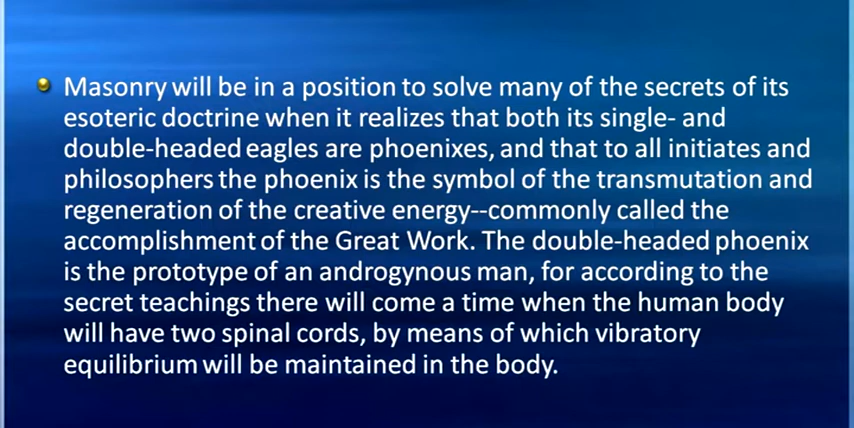 Masonry will be in a position to solve many of the secrets of its
esoteric doctrine when it realizes that both its single- and
double-headed eagles are phoenixes, and that to all initiates and
philosophers the phoenix is the symbol of the transmutation and
regeneration of the creative energy--commonly called the
accomplishment of the Great Work. The double-headed phoenix
is the prototype of an androgynous man, for according to the
secret teachings there will come a time when the human body
will have two spinal cords, by means of which vibratory
equilibrium will be maintained in the body.